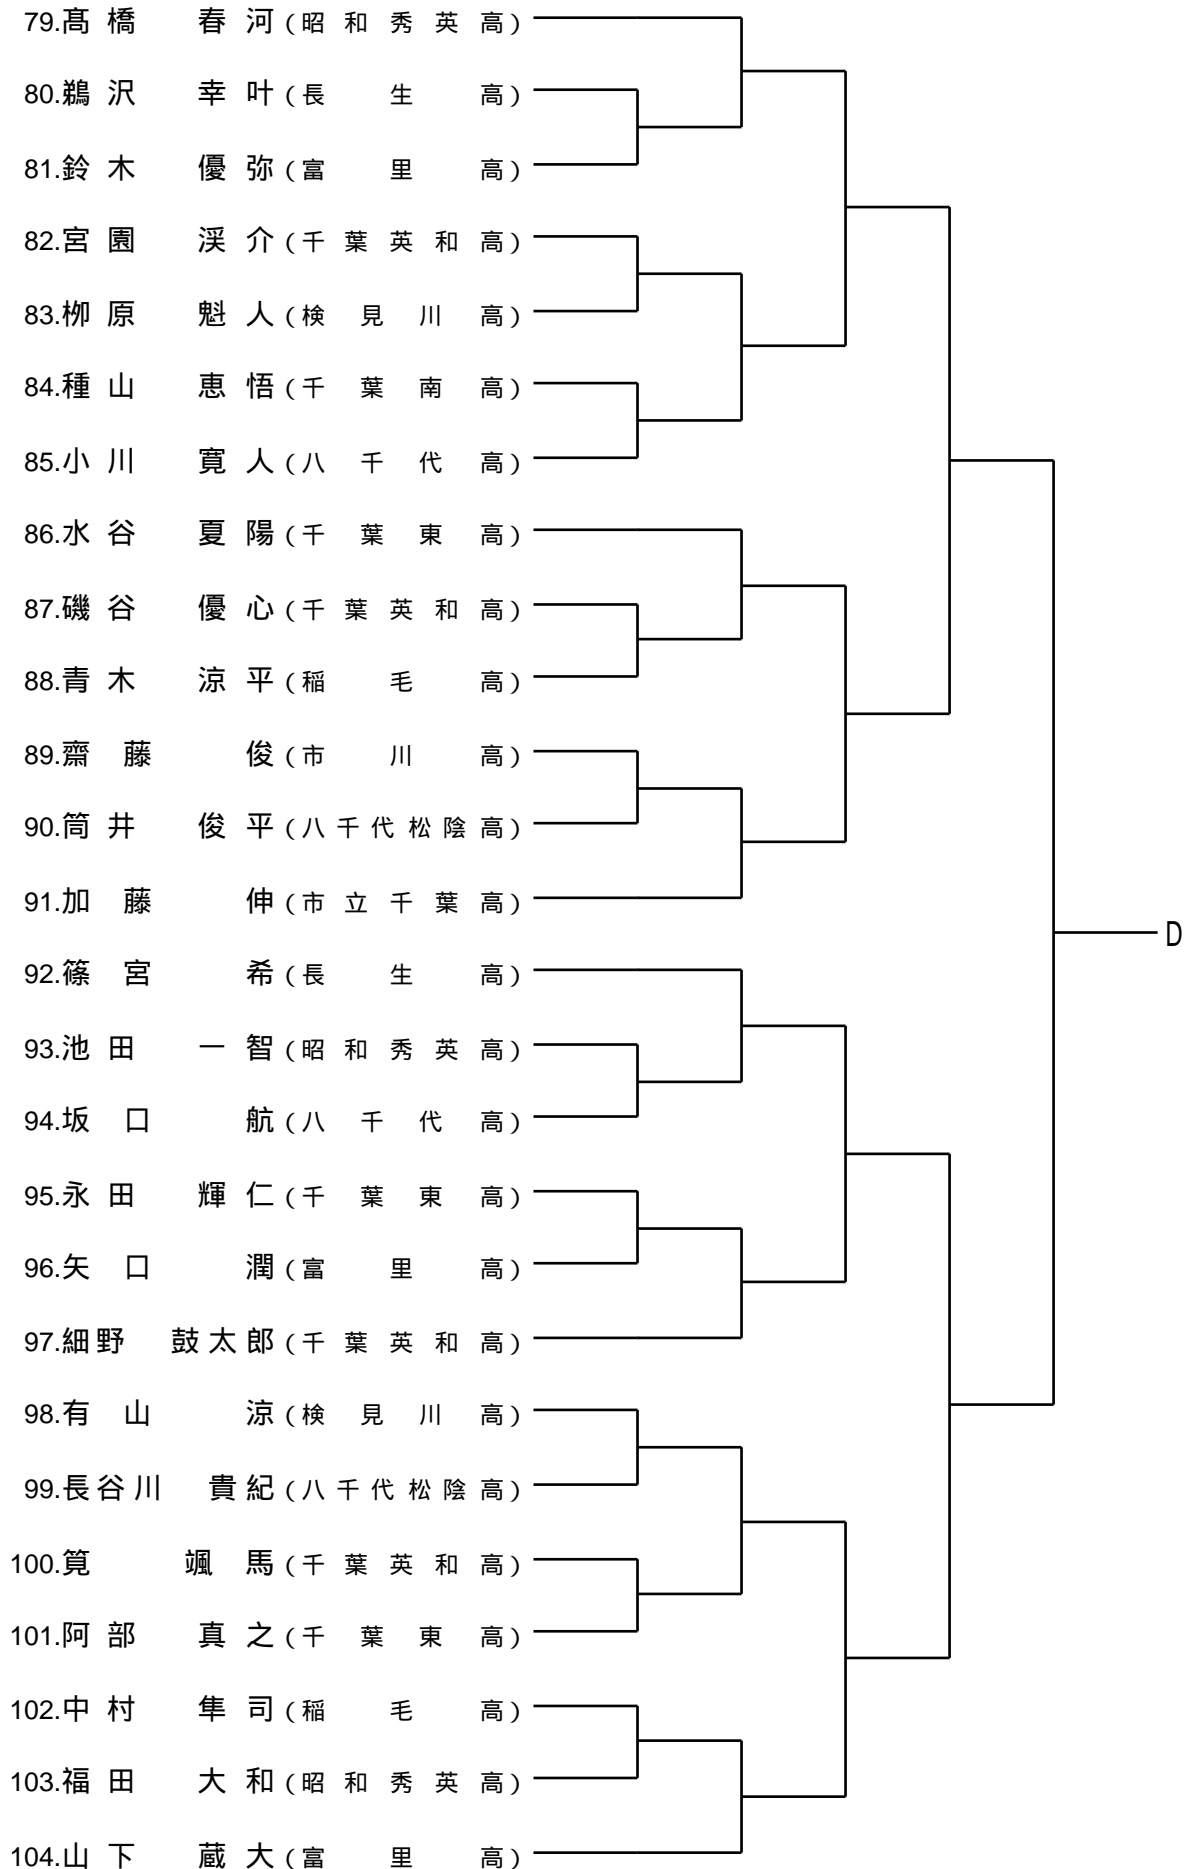 79.髙橋 春河(昭和秀英高)
80.鵜沢 幸叶(長生高)
81.鈴木 優弥(富里高)
82.宮園 渓介(千葉英和高)
83.栁原 魁人(検見川高)
84.種山 恵悟(千葉南高)
85.小川 寛人(八千代高)
86.水谷 夏陽(千葉東高)
87.磯谷 優心(千葉英和高)
88.青木 涼平(稲毛高)
89.齋藤 俊(市川高)
90.筒井 俊平(八千代松陰高)
91.加藤 伸(市立千葉高)
D
92.篠宮 希(長生高)
93.池田 一智(昭和秀英高)
94.坂口 航(八千代高)
95.永田 輝仁(千葉東高)
96.矢口 潤(富里高)
97.細野 鼓太郎(千葉英和高)
98.有山 涼(検見川高)
99.長谷川 貴紀(八千代松陰高)
100.筧 颯馬(千葉英和高)
101.阿部 真之(千葉東高)
102.中村 隼司(稲毛高)
103.福田 大和(昭和秀英高)
104.山下 蔵大(富里高)